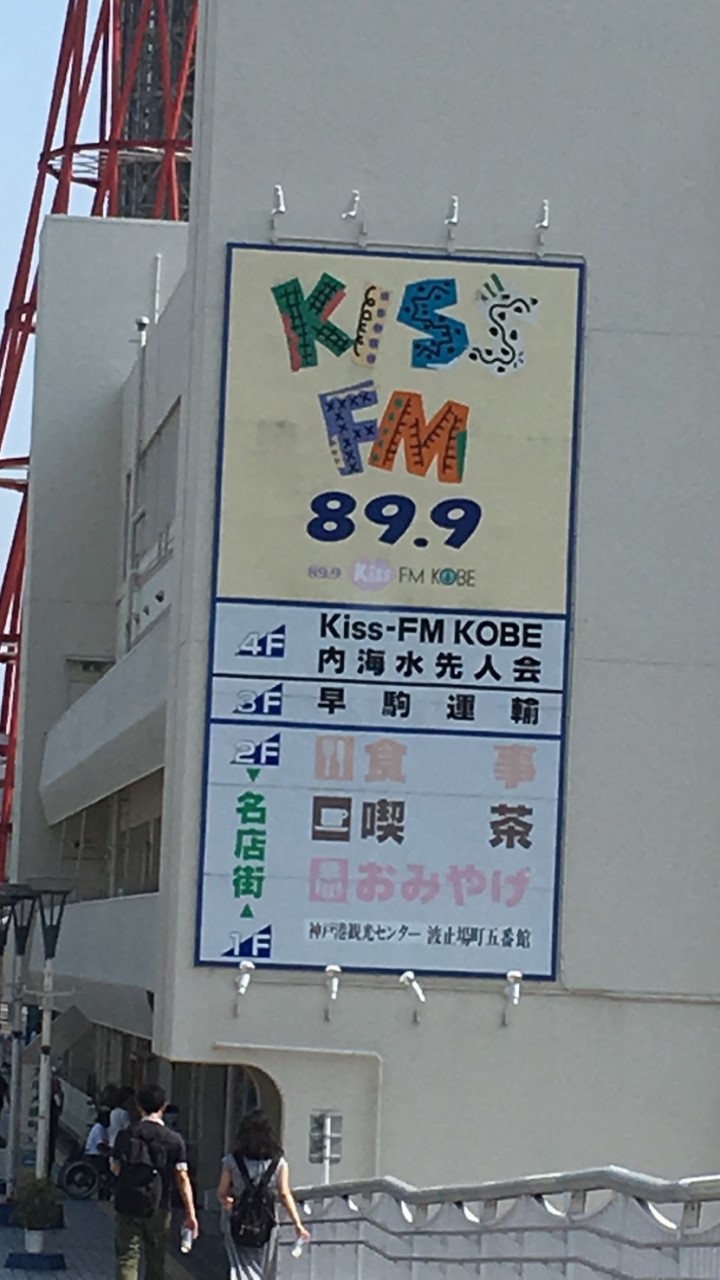 KISS
FM
89.9
89.9 Kiss FM KOBE
4F Kiss-FM KOBE
内海水先人会
3F 早駒運輸
2F 食事
名店街
喫茶
おみやげ
1F 神戸港観光センター 波止場町五番館